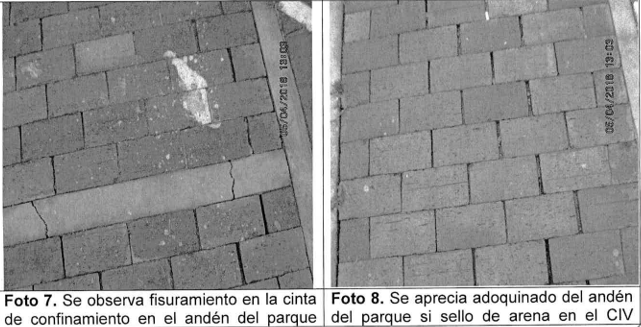 05/04/2018 13:03
05/04/2018 13:03
Foto 7. Se observa fisuramiento en la cinta
de confinamiento en el andén del parque
Foto 8. Se aprecia adoquinado del andén
del parque si sello de arena en el CIV